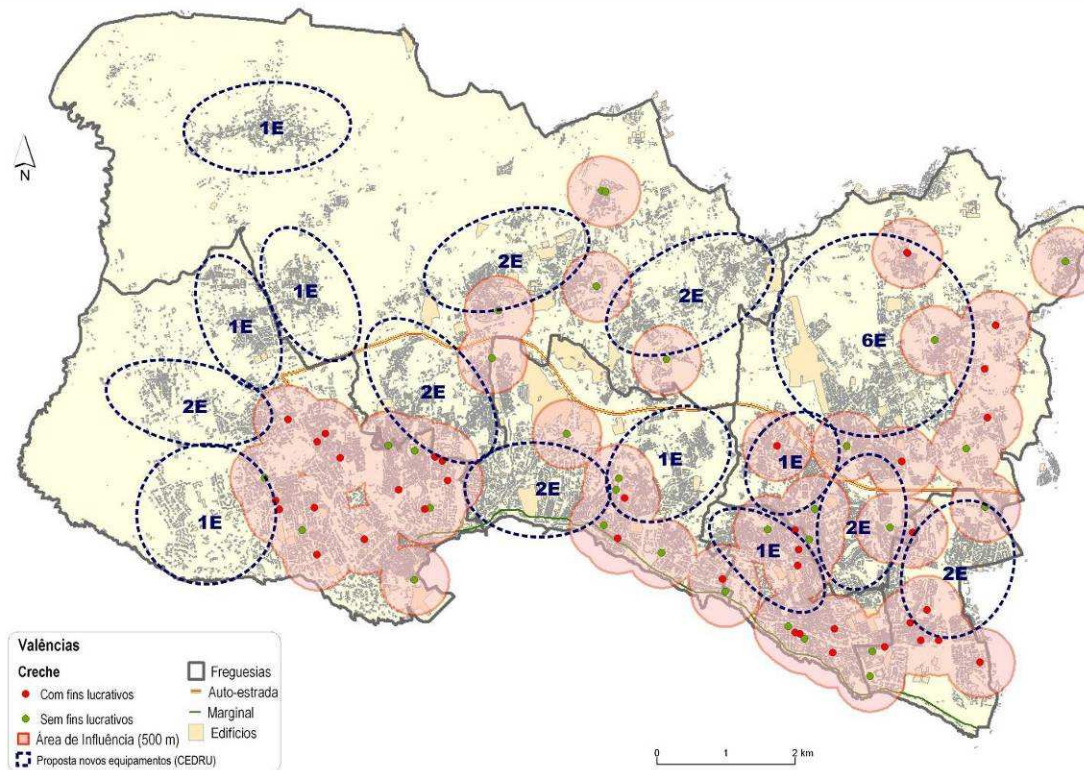 1E
N
2E
2E
1E
1E
6E
2E
2E
1E
1E
2E
1E
2E
1E
2E
Valências
Creche
Com fins lucrativos
Sem fins lucrativos
Área de Influência (500 m)
Proposta novos equipamentos (CEDRU)
Freguesias
Auto-estrada
Marginal
Edifícios
0 1 2 km